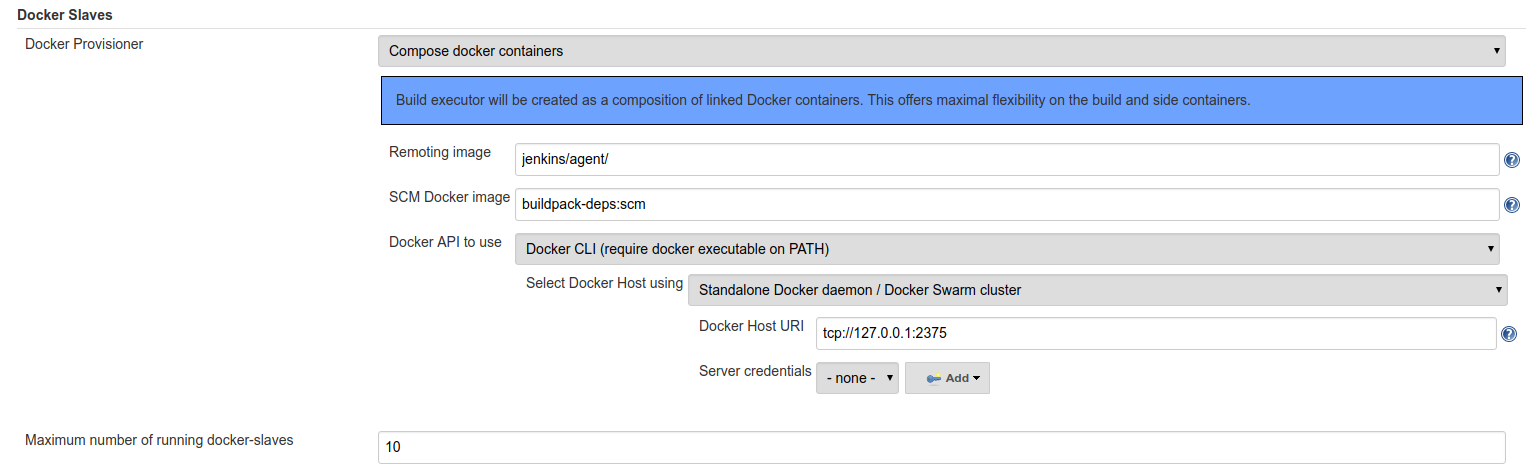 Docker Slaves
Docker Provisioner
Compose docker containers
Build executor will be created as a composition of linked Docker containers. This offers maximal flexibility on the build and side containers.
Remoting image
jenkins/agent/
SCM Docker image
buildpack-deps:scm
Docker API to use
Docker CLI (require docker executable on PATH)
Select Docker Host using
Standalone Docker daemon / Docker Swarm cluster
Docker Host URI
tcp://127.0.0.1:2375
Server credentials
- none -
Add
Maximum number of running docker-slaves
10